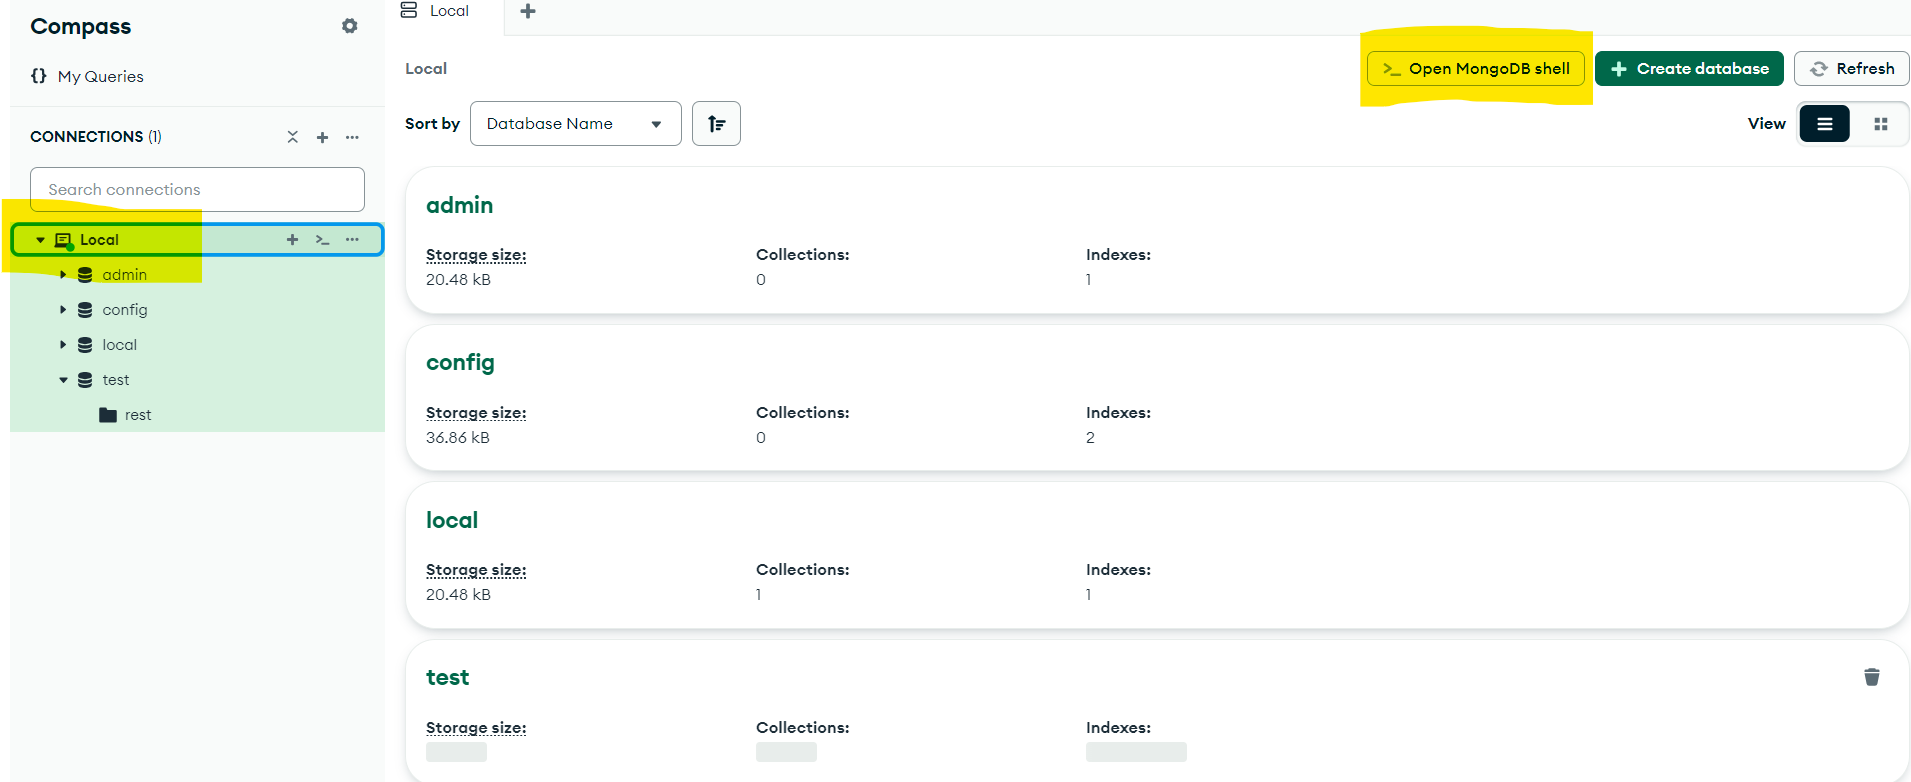 Compass
My Queries
CONNECTIONS (1)
Search connections
Local
admin
config
local
test
rest
Local
Local
>_ Open MongoDB shell
+ Create database
Refresh
Sort by
Database Name
View
admin
Storage size:
Collections:
Indexes:
20.48 kB
0
1
config
Storage size:
Collections:
Indexes:
36.86 kB
0
2
local
Storage size:
Collections:
Indexes:
20.48 kB
1
1
test
Storage size:
Collections:
Indexes: